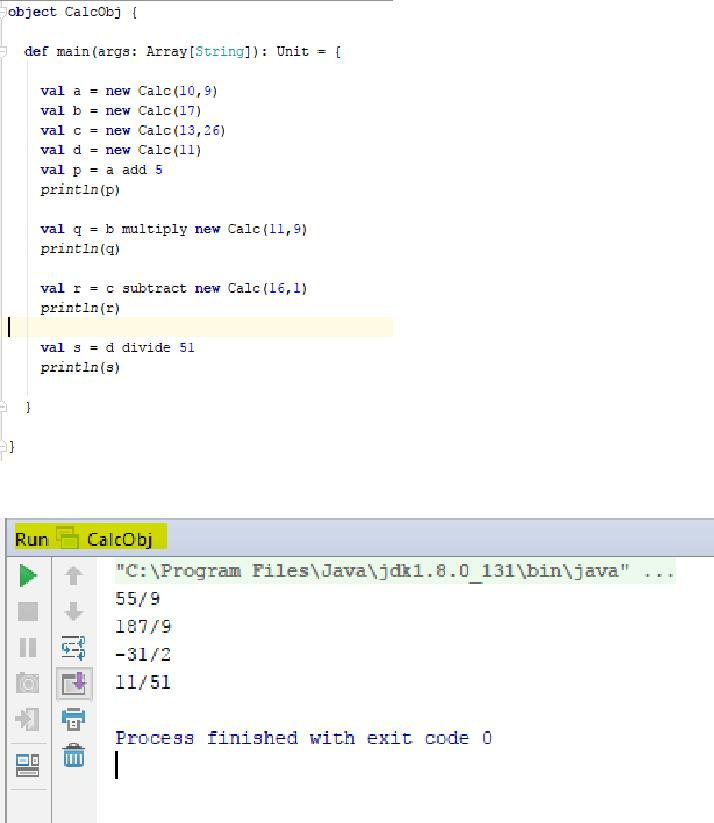 object CalcObj {
def main(args: Array[String]): Unit = {
val a = new Calc(10,9)
val b = new Calc(17)
val c = new Calc(13,26)
val d = new Calc(11)
val p = a add 5
println(p)
val q = b multiply new Calc(11,9)
println(q)
val r = c subtract new Calc(16,1)
println(r)
val s = d divide 51
println(s)
}
}
Run CalcObj
"C:\Program Files\Java\jdk1.8.0_131\bin\java" ...
55/9
187/9
-31/2
11/51
Process finished with exit code 0